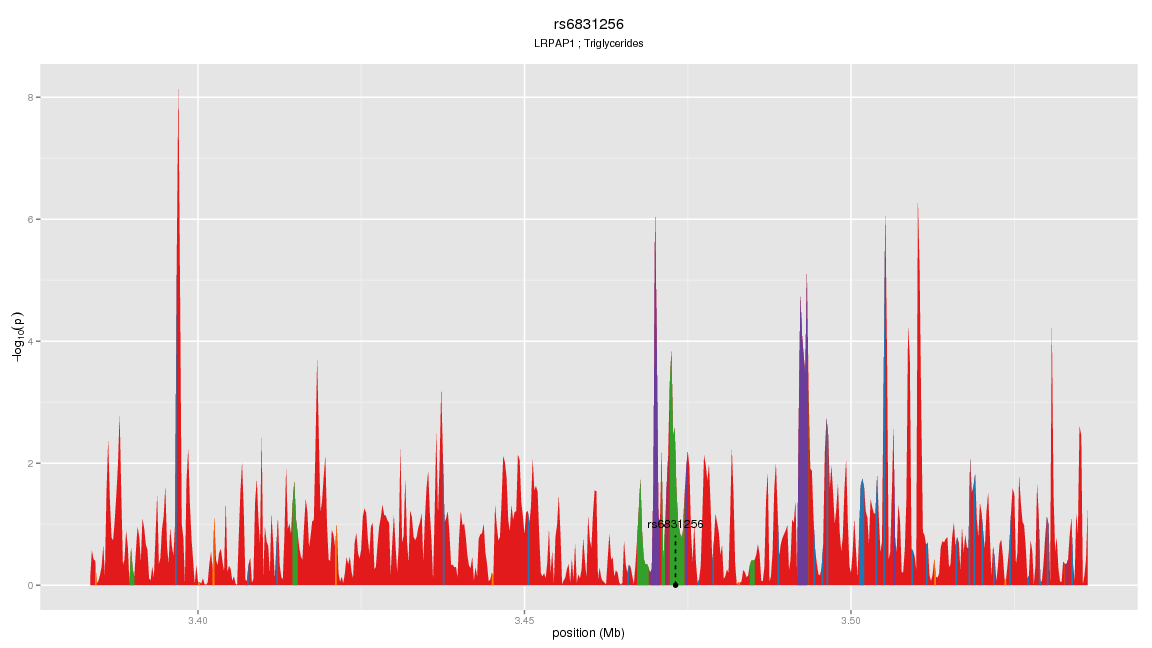 rs6831256
LRPAP1 ; Triglycerides
8
6
4
2
0
−log10(p)
rs6831256
3.40
3.45
3.50
position (Mb)